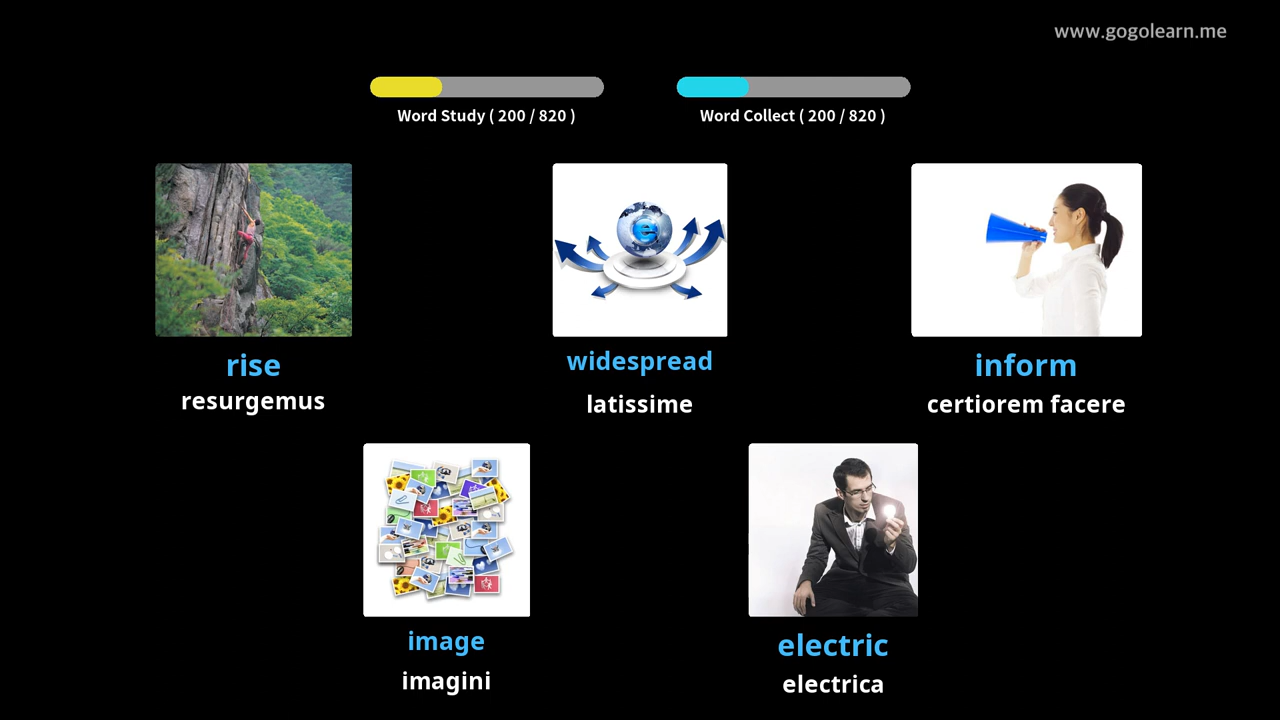 www.gogolearn.me
Word Study ( 200 / 820 )
Word Collect ( 200 / 820 )
rise
resurgemus
widespread
latissime
inform
certiorem facere
image
imagini
electric
electrica